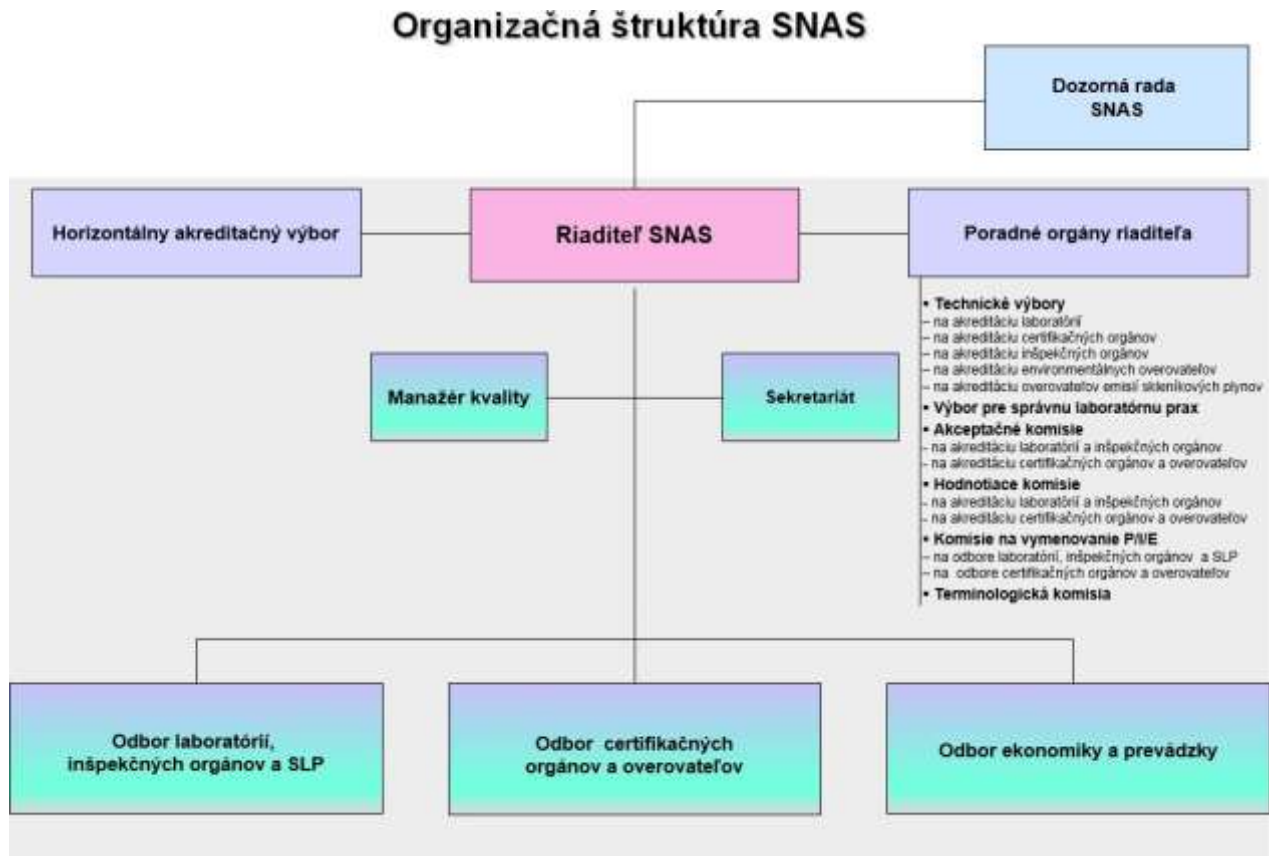 Organizačná štruktúra SNAS
Dozorná rada
SNAS
Horizontálny akreditačný výbor
Riaditeľ SNAS
Poradné orgány riaditeľa
• Technické výbory
– na akreditáciu laboratórií
– na akreditáciu certifikačných orgánov
– na akreditáciu inšpekčných orgánov
– na akreditáciu environmentálnych overovateľov
– na akreditáciu overovateľov emisií skleníkových plynov
• Výbor pre správnu laboratórnu prax
• Akceptačné komisie
– na akreditáciu laboratórií a inšpekčných orgánov
– na akreditáciu certifikačných orgánov a overovateľov
• Hodnotiace komisie
– na akreditáciu laboratórií a inšpekčných orgánov
– na akreditáciu certifikačných orgánov a overovateľov
• Komisie na vymenovanie P/I/E
– na odbore laboratórií, inšpekčných orgánov a SLP
– na odbore certifikačných orgánov a overovateľov
• Terminologická komisia
Manažér kvality
Sekretariát
Odbor laboratórií,
inšpekčných orgánov a SLP
Odbor certifikačných
orgánov a overovateľov
Odbor ekonomiky a prevádzky